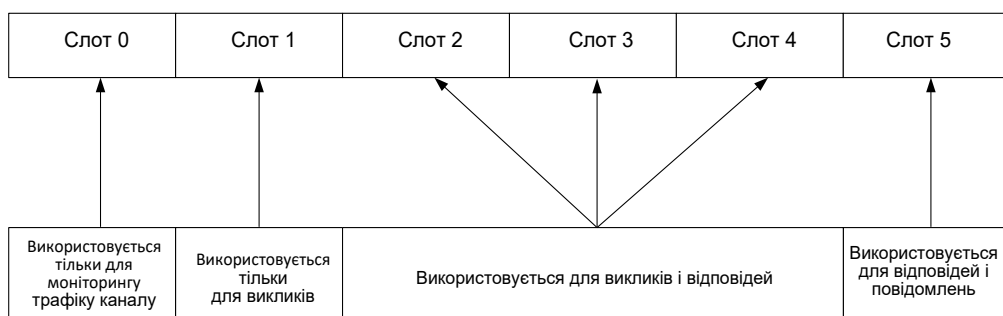 Слот 0
Слот 1
Слот 2
Слот 3
Слот 4
Слот 5
Використовується
тільки для
моніторингу
трафіку каналу
Використовується
тільки
для викликів
Використовується для викликів і відповідей
Використовується
для відповідей і
повідомлень